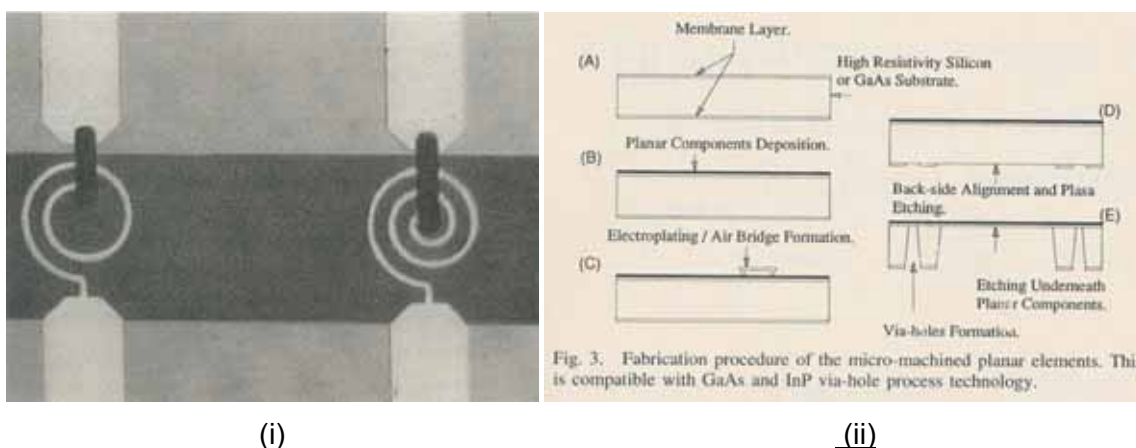 Membrane Layer.
(A)
High Resistivity Silicon
or GaAs Substrate.
Planar Components Deposition.
(B)
Electroplating / Air Bridge Formation.
(C)
(D)
Back-side Alignment and Plasa
Etching.
(E)
Etching Underneath
Planar Components.
Via-holes Formation.
Fig. 3. Fabrication procedure of the micro-machined planar elements. Thi
is compatible with GaAs and InP via-hole process technology.
(i)
(ii)